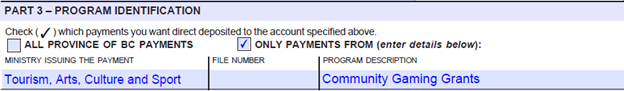 PART 3 – PROGRAM IDENTIFICATION
Check (✓) which payments you want direct deposited to the account specified above.
ALL PROVINCE OF BC PAYMENTS ✓ ONLY PAYMENTS FROM (enter details below):
MINISTRY ISSUING THE PAYMENT FILE NUMBER PROGRAM DESCRIPTION
Tourism, Arts, Culture and Sport Community Gaming Grants